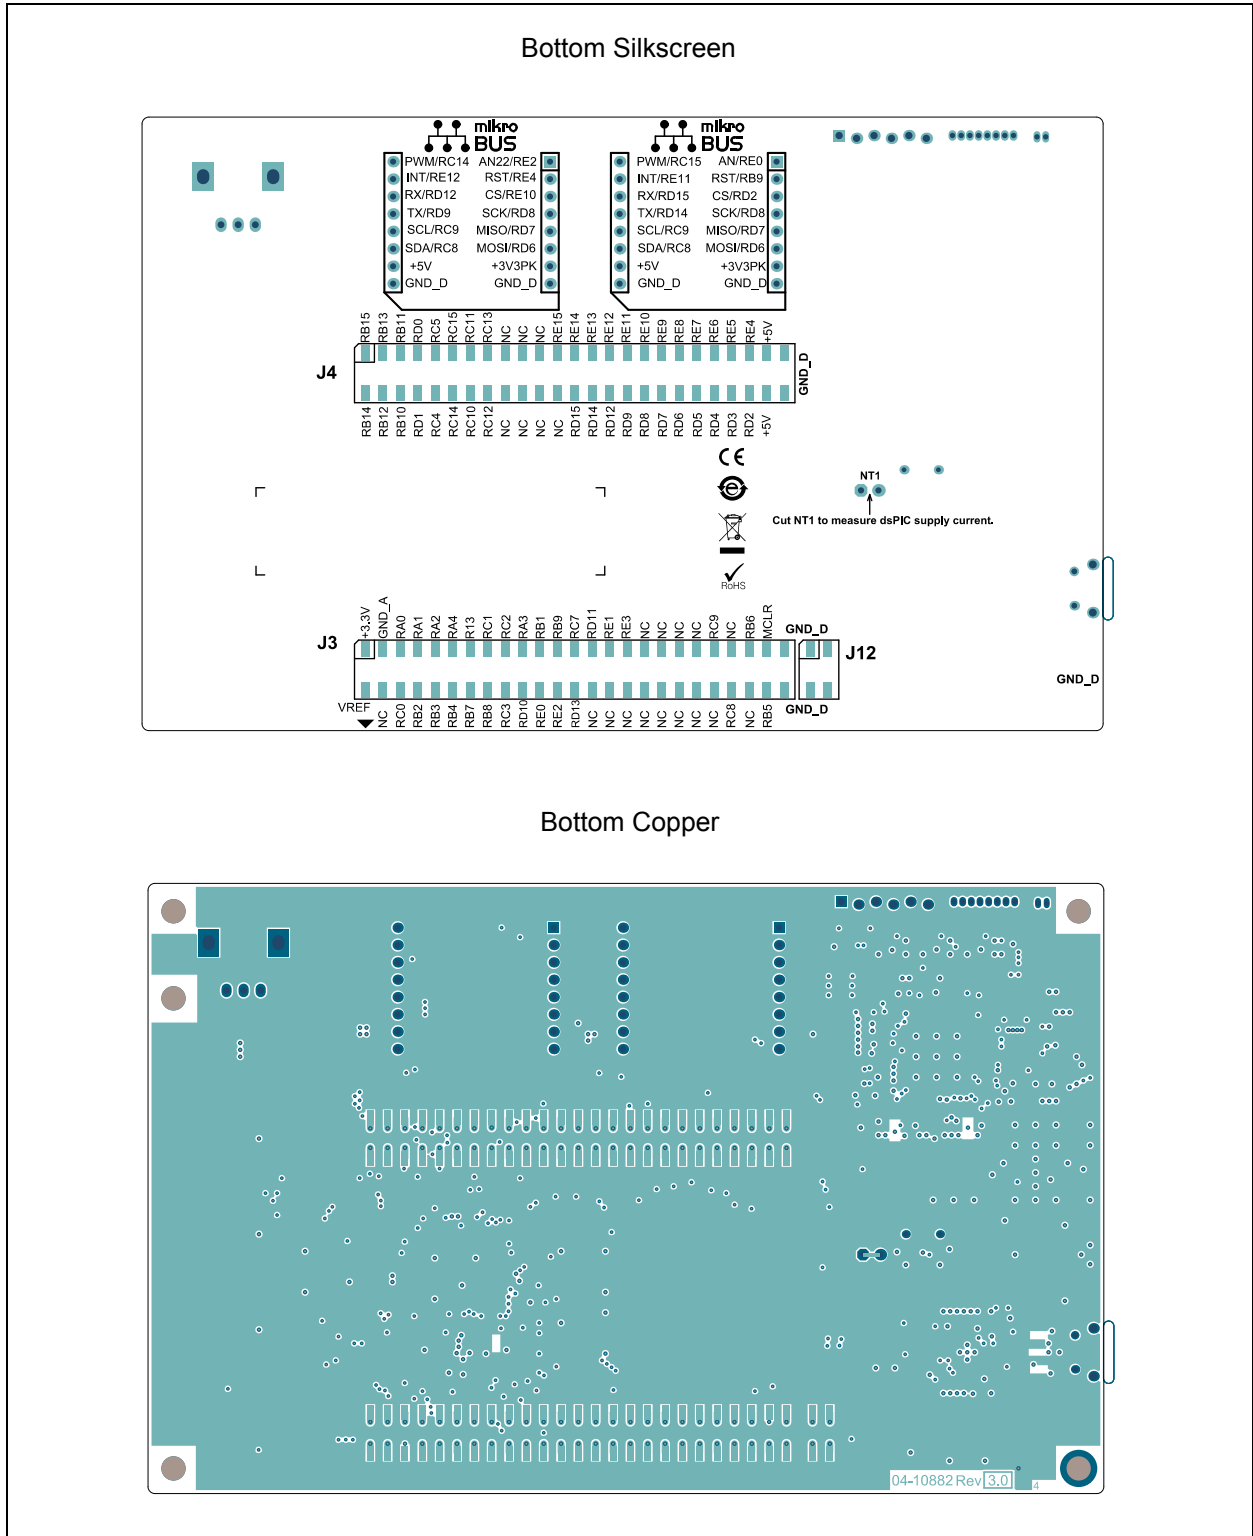 Bottom Silkscreen
mikro BUS
mikro BUS
PWM/RC14 AN22/RE2
INT/RE12 RST/RE4
RX/RD12 CS/RE10
TX/RD9 SCK/RD8
SCL/RC9 MISO/RD7
SDA/RC8 MOSI/RD6
+5V +3V3PK
GND_D GND_D
PWM/RC15 AN/RE0
INT/RE11 RST/RB9
RX/RD15 CS/RD2
TX/RD14 SCK/RD8
SCL/RC9 MISO/RD7
SDA/RC8 MOSI/RD6
+5V +3V3PK
GND_D GND_D
RB15 RB13 RB11 RD0 RC5 RC15 RC11 RC13 NC NC NC RE15 RE14 RE13 RE12 RE11 RE10 RE9 RE8 RE7 RE6 RE5 RE4 +5V
J4
GND_D
RB14 RB12 RB10 RD1 RC4 RC14 RC10 RC12 NC NC NC NC RD15 RD14 RD12 RD9 RD8 RD7 RD6 RD5 RD4 RD3 RD2 +5V
CE
e
NT1
Cut NT1 to measure dsPIC supply current.
RoHS
+3.3V GND_A RA0 RA1 RA2 RA4 R13 RC1 RC2 RA3 RB1 RB9 RC7 RD11 RE1 RE3 NC NC NC NC RC9 NC RB6 MCLR
GND_D
J3
J12
GND_D
VREF NC RC0 RB2 RB3 RB4 RB7 RB8 RC3 RD10 RE0 RE2 RD13 NC NC NC NC NC NC NC NC RC8 NC RB5
GND_D
Bottom Copper
04-10882 Rev 3.0
4